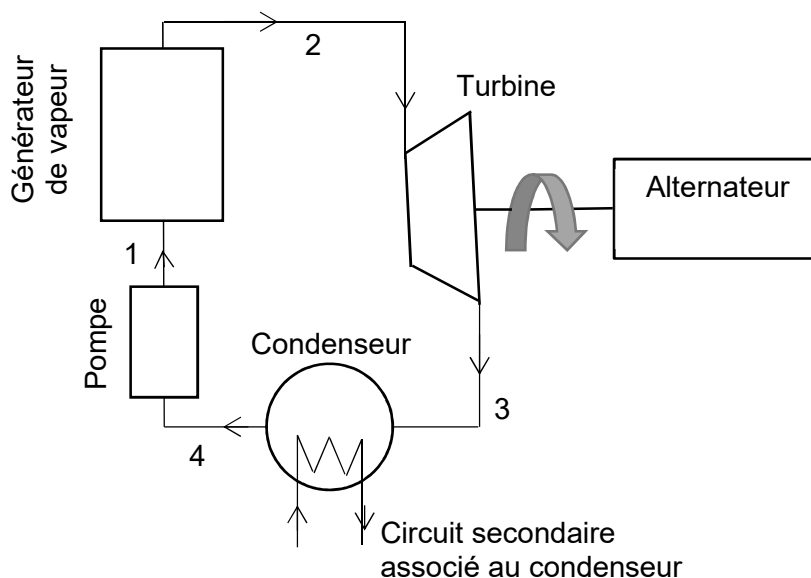 2
Turbine
Générateur
de vapeur
Alternateur
1
Pompe
Condenseur
3
4
Circuit secondaire
associé au condenseur